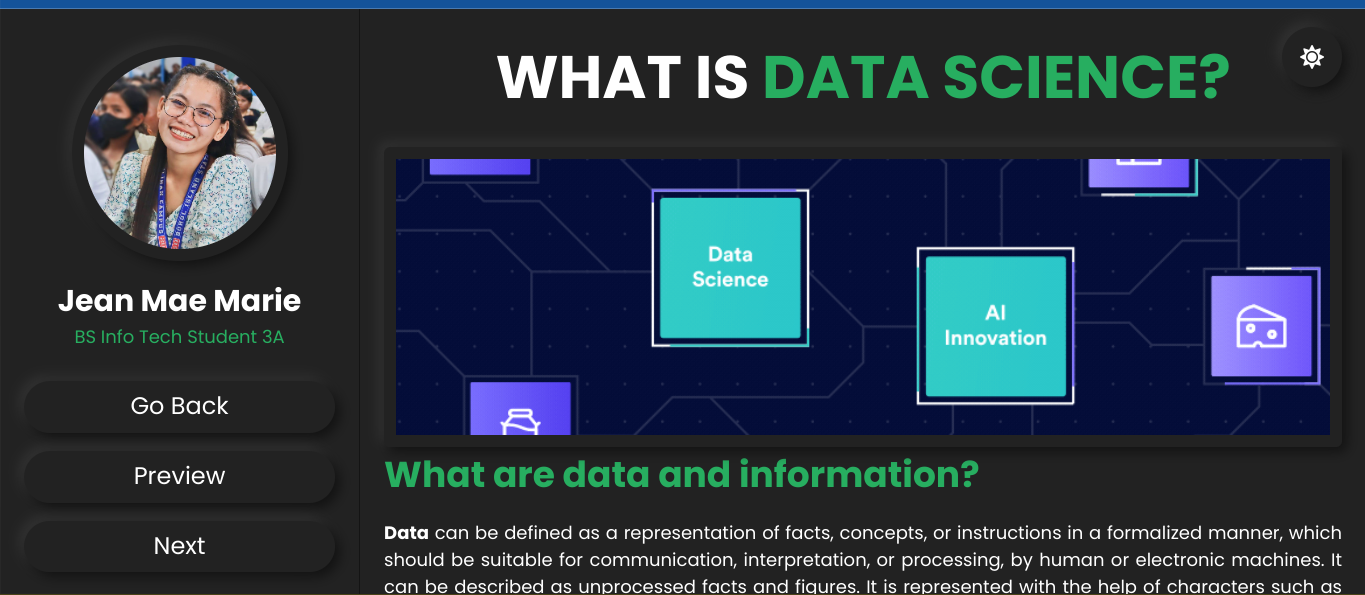 WHAT IS DATA SCIENCE?
Jean Mae Marie
BS Info Tech Student 3A
Go Back
Preview
Next
Data
Science
AI
Innovation
What are data and information?
Data can be defined as a representation of facts, concepts, or instructions in a formalized manner, which
should be suitable for communication, interpretation, or processing, by human or electronic machines. It
can be described as unprocessed facts and figures. It is represented with the help of characters such as